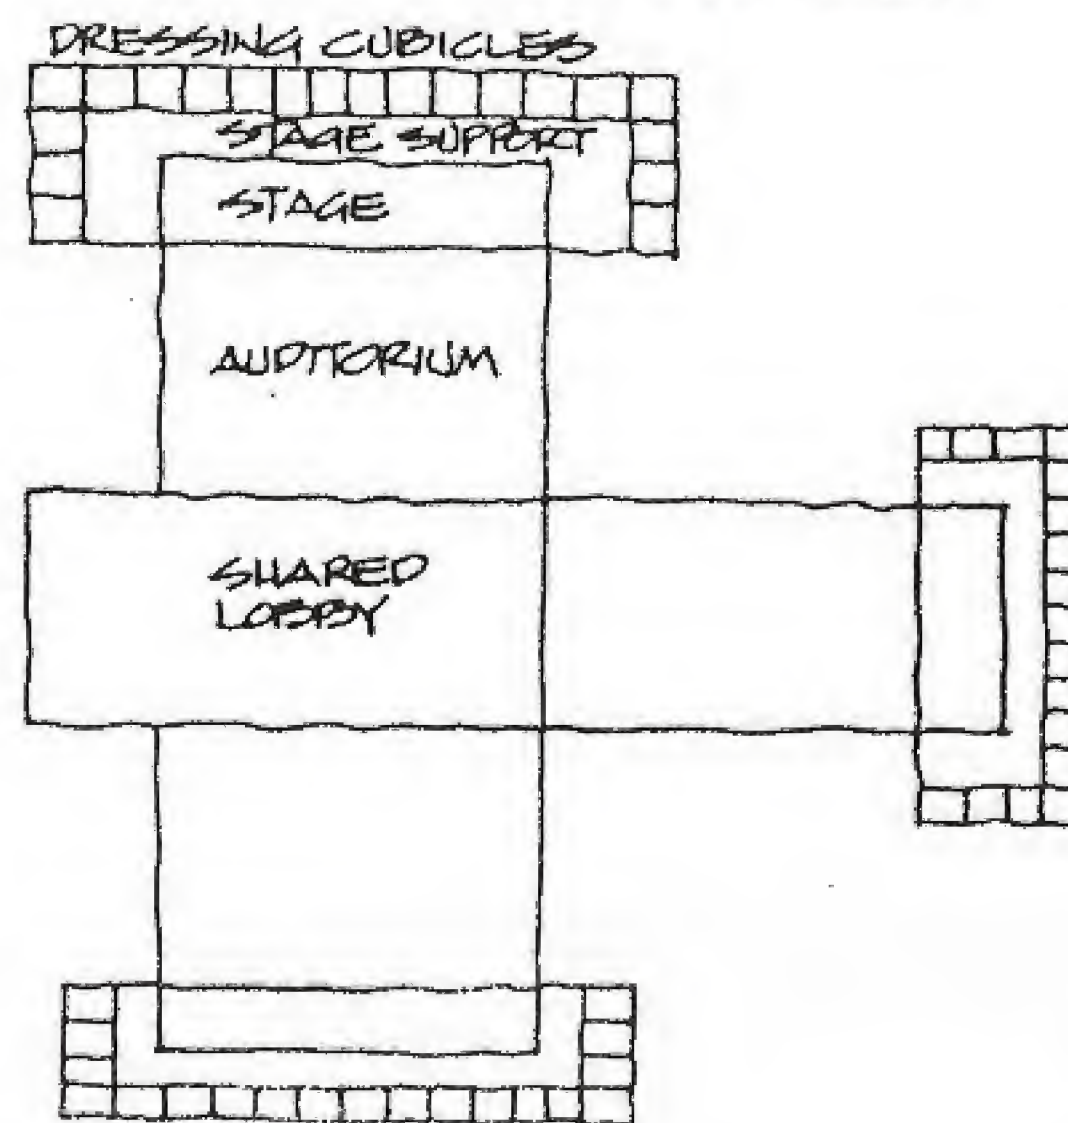 DRESSING CUBICLES
STAGE SUPPORT
STAGE
AUDITORIUM
SHARED
LOBBY